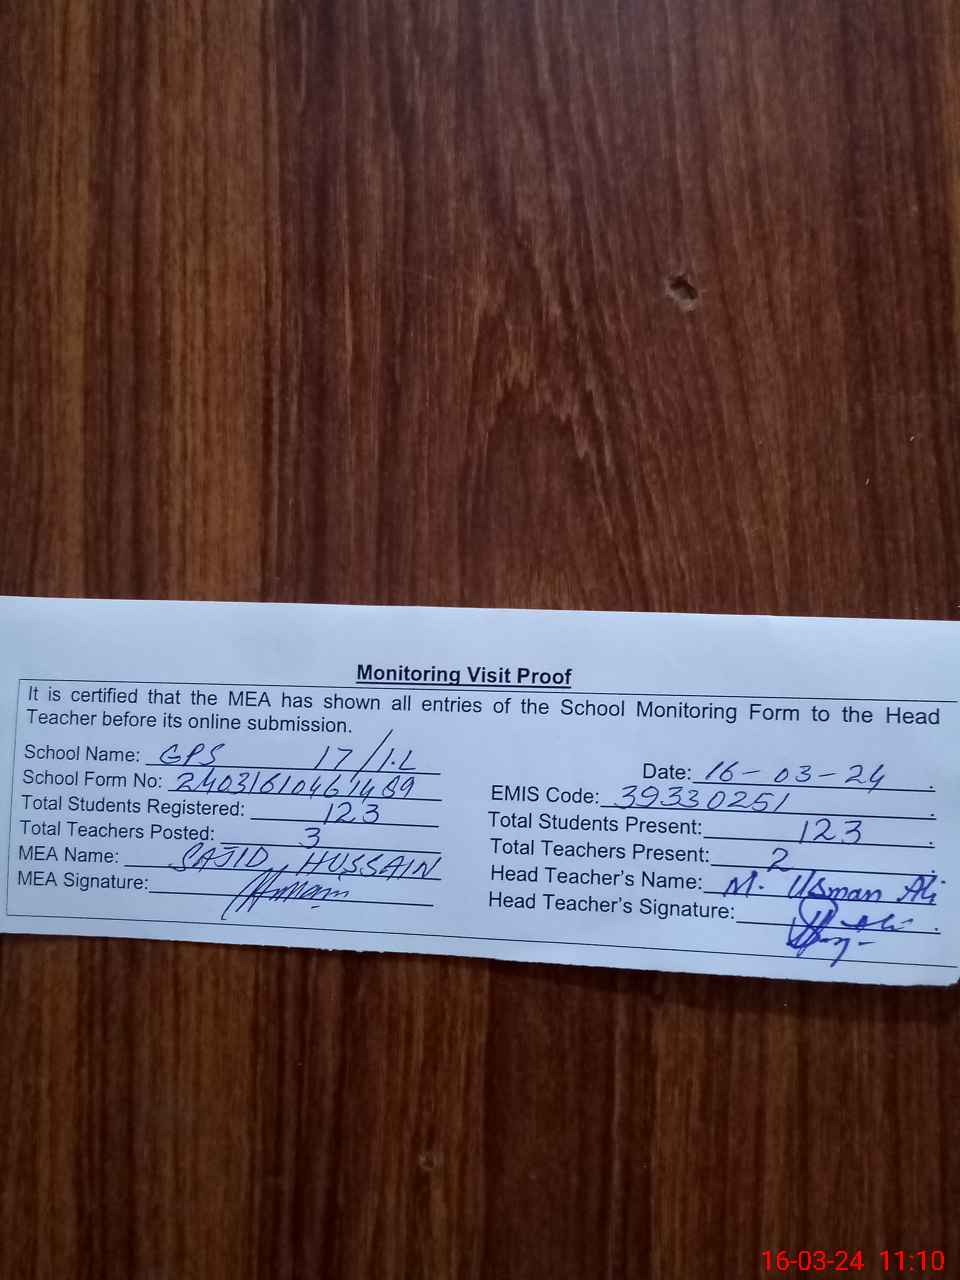 Monitoring Visit Proof
It is certified that the MEA has shown all entries of the School Monitoring Form to the Head
Teacher before its online submission.
School Name: GPS 17/1.L
Date: 16-03-24
School Form No: 24031610461489
EMIS Code: 39330251
Total Students Registered: 123
Total Students Present: 123
Total Teachers Posted: 3
Total Teachers Present: 2
MEA Name: SAJID HUSSAIN
Head Teacher's Name: M. Usman Ali
MEA Signature:
Head Teacher's Signature:
16-03-24 11:10